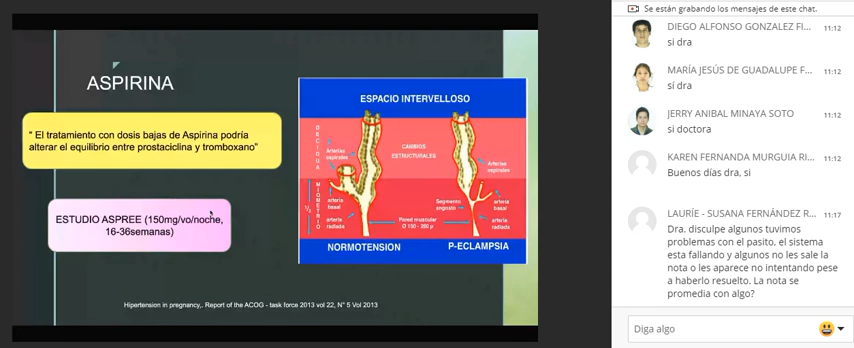 ASPIRINA
" El tratamiento con dosis bajas de Aspirina podría
alterar el equilibrio entre prostaciclina y tromboxano"
ESTUDIO ASPREE (150mg/vo/noche,
16-36semanas)
ESPACIO INTERVELLOSO
DECIDUA
Arterias
espirales
CAMBIOS
ESTRUCTURALES
Arterias
espirales
MIOMETRIO
arteria
basal
Segmento
angosto
arteria
basal
arteria
radiada
Pared muscular
arteria
radiada
NORMOTENSION
P-ECLAMPSIA
Hipertension in pregnancy,. Report of the ACOG - task force 2013 vol 22, N° 5 Vol 2013
Se están grabando los mensajes de este chat.
DIEGO ALFONSO GONZALEZ FI... 11:12
si dra
MARÍA JESÚS DE GUADALUPE F... 11:12
sí dra
JERRY ANIBAL MINAYA SOTO 11:12
si doctora
KAREN FERNANDA MURGUIA RI... 11:12
Buenos días dra, si
LAURÍE - SUSANA FERNÁNDEZ R... 11:17
Dra. disculpe algunos tuvimos
problemas con el pasito, el sistema
esta fallando y algunos no les sale la
nota o les aparece no intentando pese
a haberlo resuelto. La nota se
promedia con algo?
Diga algo